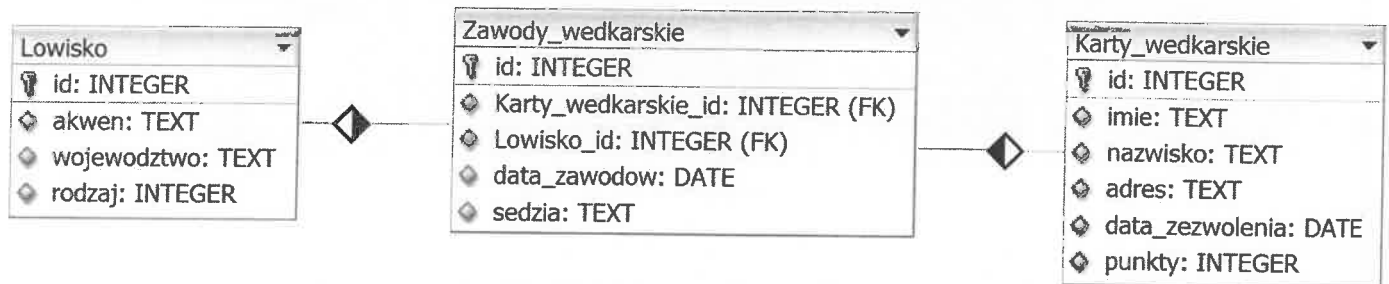 Lowisko
id: INTEGER
akwen: TEXT
wojewodztwo: TEXT
rodzaj: INTEGER
Zawody_wedkarskie
id: INTEGER
Karty_wedkarskie_id: INTEGER (FK)
Lowisko_id: INTEGER (FK)
data_zawodow: DATE
sedzia: TEXT
Karty_wedkarskie
id: INTEGER
imie: TEXT
nazwisko: TEXT
adres: TEXT
data_zezwolenia: DATE
punkty: INTEGER